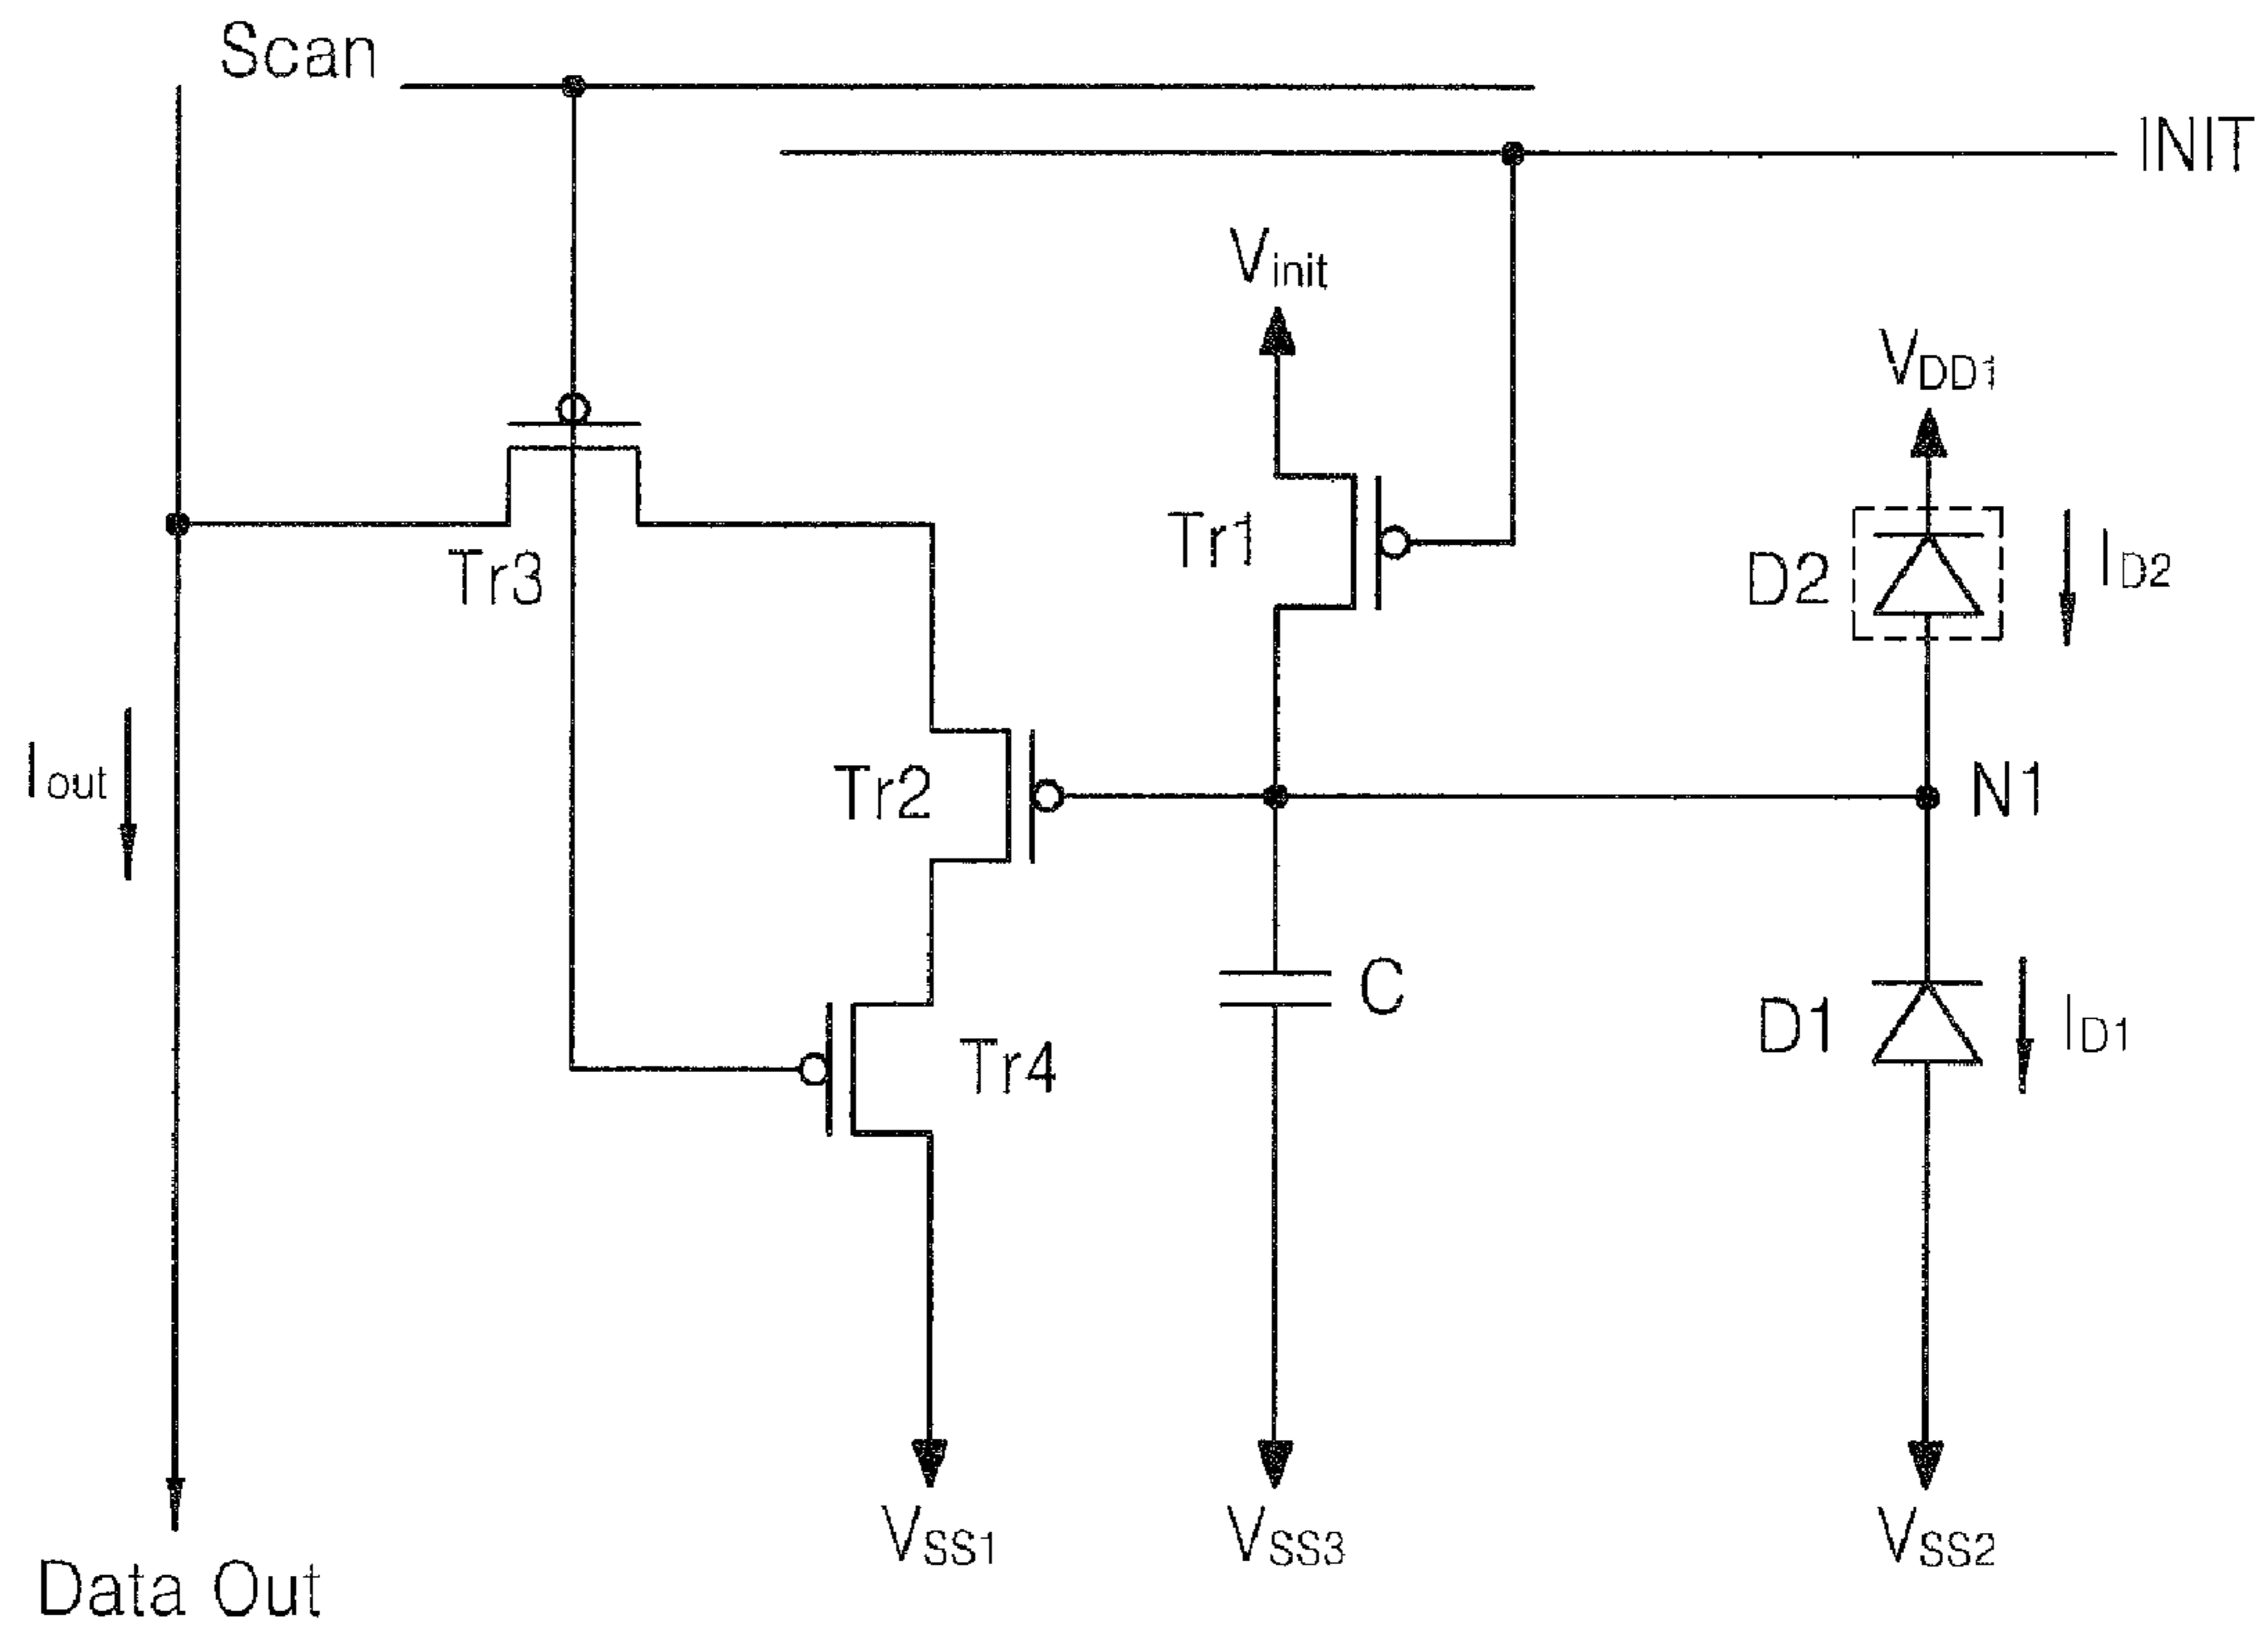 Scan
INIT
Vinit
VDD1
Tr1
D2
ID2
Tr3
Iout
Tr2
N1
C
D1
ID1
Tr4
VSS1
VSS3
VSS2
Data Out